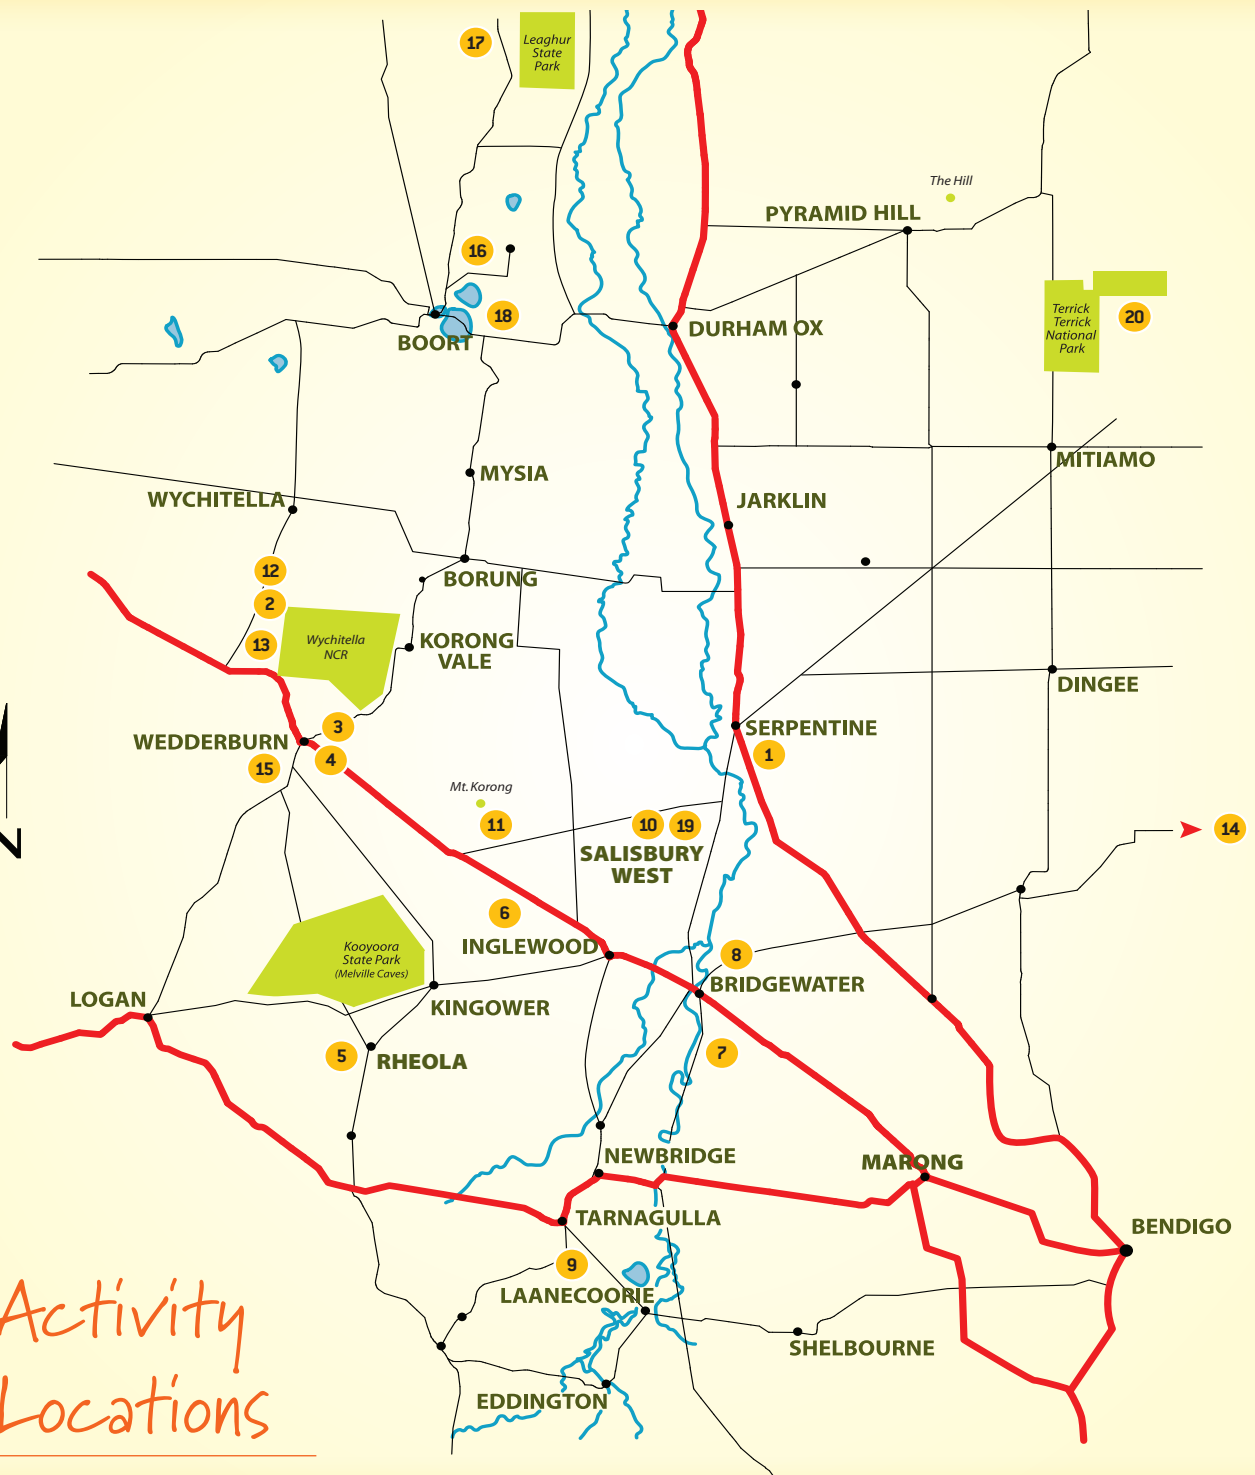 17
Leaghur
State
Park
The Hill
PYRAMID HILL
16
18
BOORT
DURHAM OX
Terrick
Terrick
National
Park
20
MITIAMO
MYSIA
WYCHITELLA
JARKLIN
12
BORUNG
2
13
Wychitella
NCR
KORONG
VALE
DINGEE
3
WEDDERBURN
4
15
SERPENTINE
1
Mt. Korong
11
10
19
SALISBURY
WEST
14
N
6
INGLEWOOD
8
BRIDGEWATER
Kooyoora
State Park
(Melville Caves)
LOGAN
KINGOWER
5
RHEOLA
7
NEWBRIDGE
MARONG
TARNAGULLA
BENDIGO
9
LAANECOORIE
SHELBOURNE
EDDINGTON
Activity
Locations